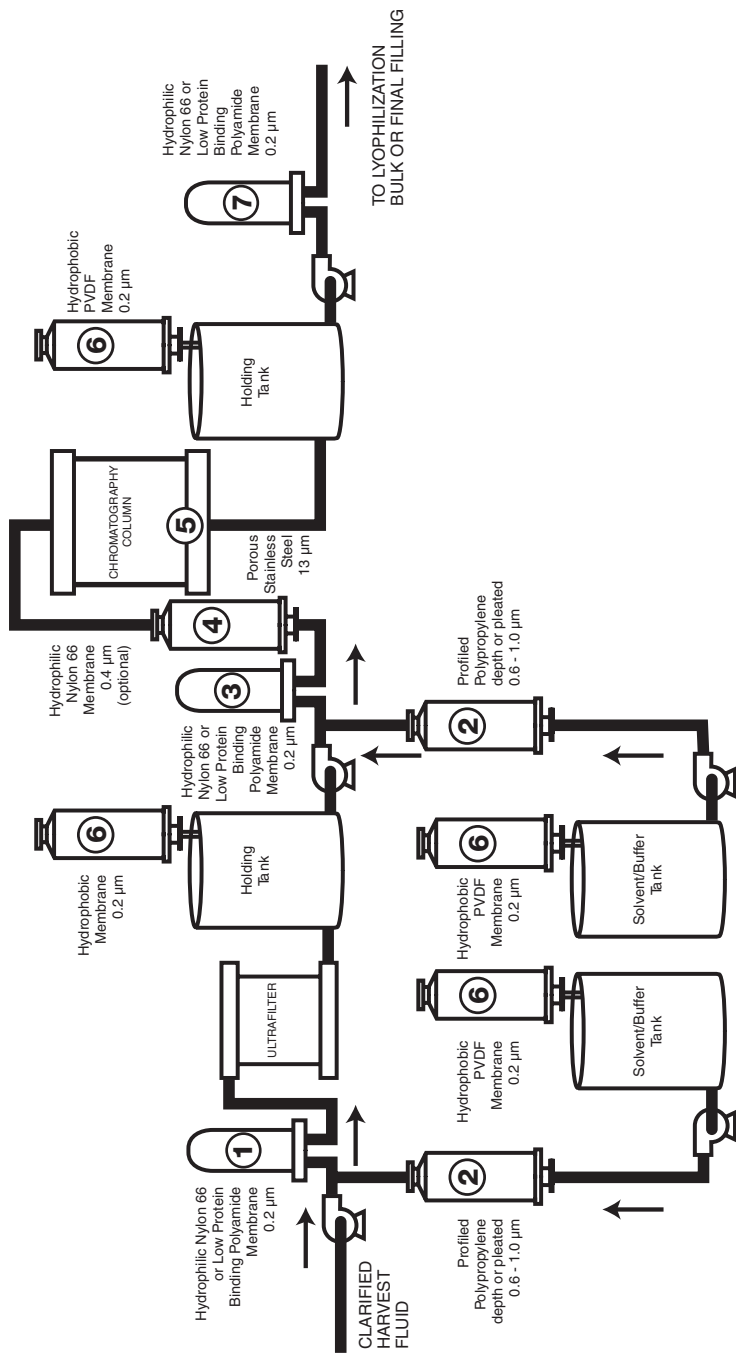 CLARIFIED
HARVEST
FLUID
Hydrophilic Nylon 66
or Low Protein
Binding Polyamide
Membrane
0.2 µm
1
Profiled
Polypropylene
depth or pleated
0.6 - 1.0 µm
2
Solvent/Buffer
Tank
Hydrophobic
PVDF
Membrane
0.2 µm
6
ULTRAFILTER
Hydrophobic
Membrane
0.2 µm
6
Holding
Tank
Hydrophobic
PVDF
Membrane
0.2 µm
6
Solvent/Buffer
Tank
Profiled
Polypropylene
depth or pleated
0.6 - 1.0 µm
2
Hydrophilic
Nylon 66 or
Low Protein
Binding
Polyamide
Membrane
0.2 µm
3
Hydrophilic
Nylon 66
Membrane
0.4 µm
(optional)
4
CHROMATOGRAPHY
COLUMN
5
Porous
Stainless
Steel
13 µm
Hydrophobic
PVDF
Membrane
0.2 µm
6
Holding
Tank
Hydrophilic
Nylon 66 or
Low Protein
Binding
Polyamide
Membrane
0.2 µm
7
TO LYOPHILIZATION
BULK OR FINAL FILLING